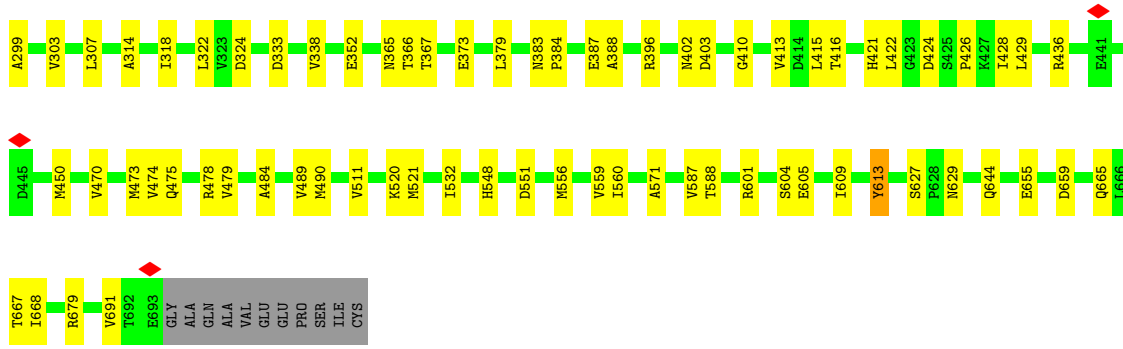 A299 V303 L307 A314 I318 L322 V323 D324 D333 V338 E352 N365 T366 T367 E373 L379 N383 P384 E387 A388 R396 N402 D403 G410 V413 D414 L415 T416 H421 L422 G423 D424 S425 P426 K427 I428 L429 R436 E441
D445 M450 V470 M473 V474 Q475 R478 V479 A484 V489 M490 V511 K520 M521 I532 H548 D551 M556 V559 I560 A571 V587 T588 R601 S604 E605 I609 Y613 S627 P628 N629 Q644 E655 D659 Q665 L666
T667 I668 R679 V691 T692 E693 GLY ALA GLN ALA VAL GLU GLU PRO SER ILE CYS